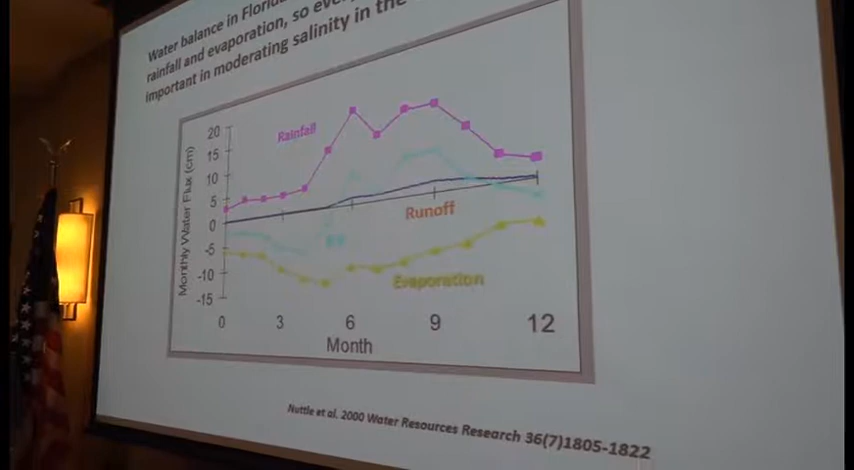 Water balance in
rainfall and evaporation, so
important in moderating salinity in the
20
15
10
5
0
-5
-10
-15
Monthly Water Flux (cm)
Rainfall
Runoff
Evaporation
0 3 6 9 12
Month
Nuttle et al. 2000 Water Resources Research 36(7)1805-1822